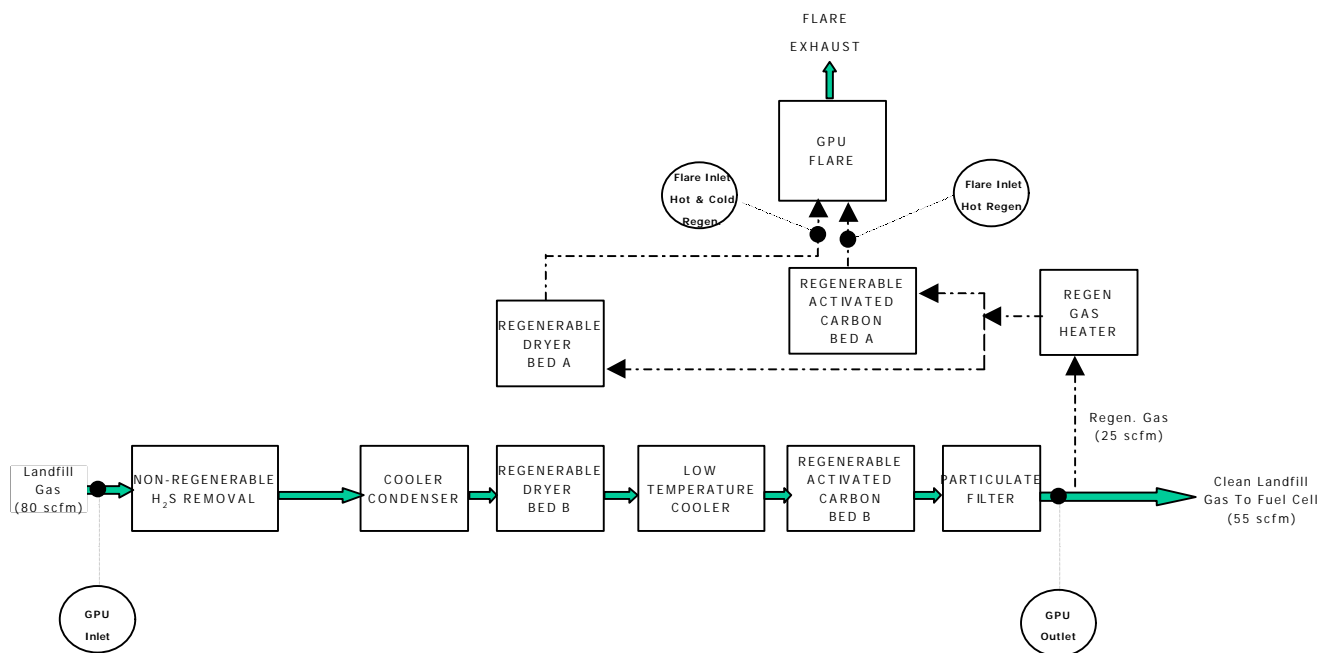 FLARE
EXHAUST
GPU
FLARE
Flare Inlet
Hot & Cold
Regen.
Flare Inlet
Hot Regen
REGENERABLE
ACTIVATED
CARBON
BED A
REGEN
GAS
HEATER
REGENERABLE
DRYER
BED A
Regen. Gas
(25 scfm)
Landfill
Gas
(80 scfm)
NON-REGENERABLE
H₂S REMOVAL
COOLER
CONDENSER
REGENERABLE
DRYER
BED B
LOW
TEMPERATURE
COOLER
REGENERABLE
ACTIVATED
CARBON
BED B
PARTICULATE
FILTER
Clean Landfill
Gas To Fuel Cell
(55 scfm)
GPU
Inlet
GPU
Outlet